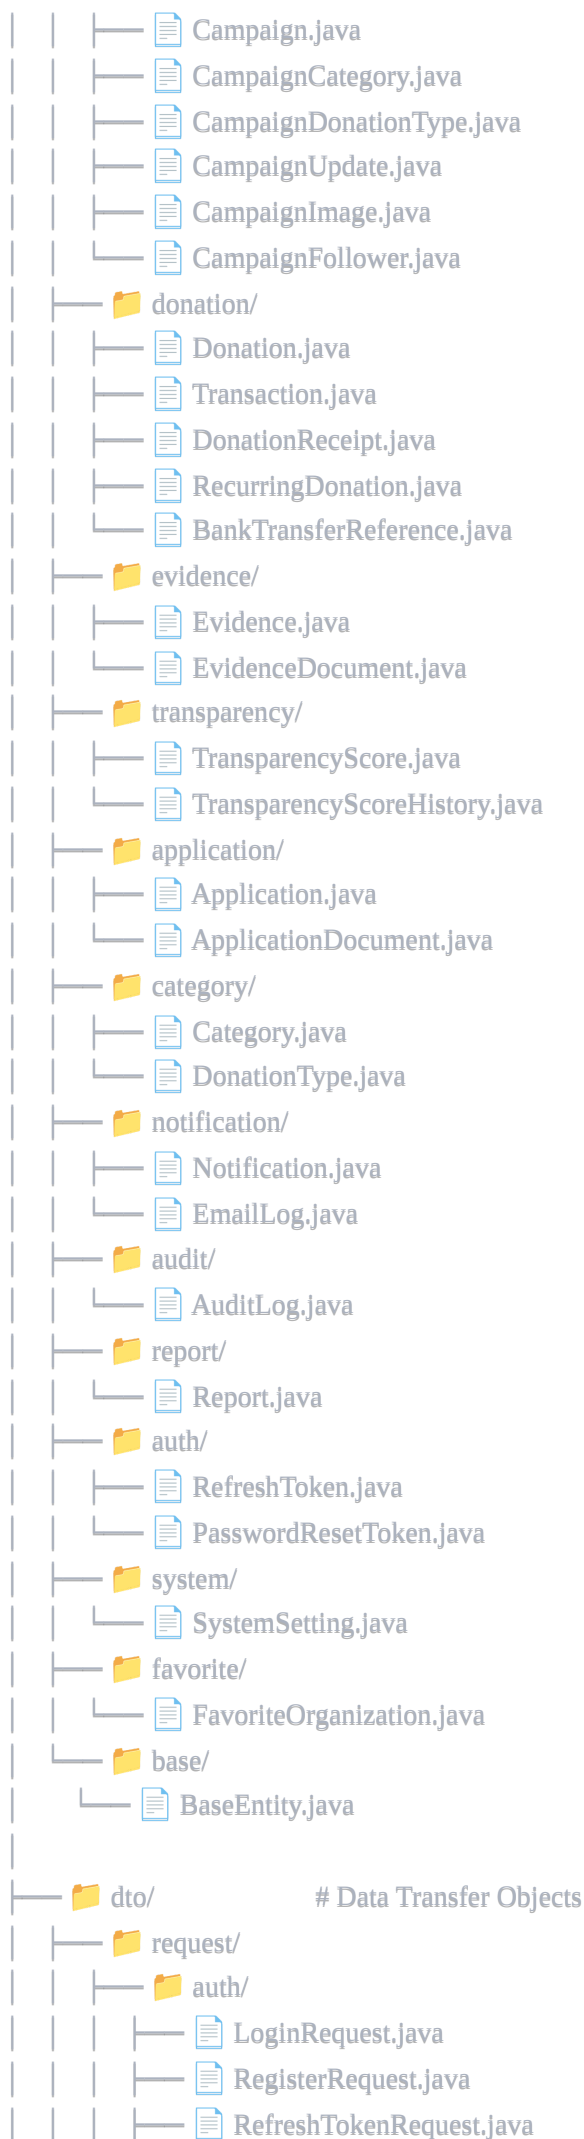 │ │ ├── 📄 Campaign.java
│ │ ├── 📄 CampaignCategory.java
│ │ ├── 📄 CampaignDonationType.java
│ │ ├── 📄 CampaignUpdate.java
│ │ ├── 📄 CampaignImage.java
│ │ └── 📄 CampaignFollower.java
│ ├── 📁 donation/
│ │ ├── 📄 Donation.java
│ │ ├── 📄 Transaction.java
│ │ ├── 📄 DonationReceipt.java
│ │ ├── 📄 RecurringDonation.java
│ │ └── 📄 BankTransferReference.java
│ ├── 📁 evidence/
│ │ ├── 📄 Evidence.java
│ │ └── 📄 EvidenceDocument.java
│ ├── 📁 transparency/
│ │ ├── 📄 TransparencyScore.java
│ │ └── 📄 TransparencyScoreHistory.java
│ ├── 📁 application/
│ │ ├── 📄 Application.java
│ │ └── 📄 ApplicationDocument.java
│ ├── 📁 category/
│ │ ├── 📄 Category.java
│ │ └── 📄 DonationType.java
│ ├── 📁 notification/
│ │ ├── 📄 Notification.java
│ │ └── 📄 EmailLog.java
│ ├── 📁 audit/
│ │ └── 📄 AuditLog.java
│ ├── 📁 report/
│ │ └── 📄 Report.java
│ ├── 📁 auth/
│ │ ├── 📄 RefreshToken.java
│ │ └── 📄 PasswordResetToken.java
│ ├── 📁 system/
│ │ └── 📄 SystemSetting.java
│ ├── 📁 favorite/
│ │ └── 📄 FavoriteOrganization.java
│ └── 📁 base/
│ └── 📄 BaseEntity.java
│
├── 📁 dto/ # Data Transfer Objects
│ ├── 📁 request/
│ │ ├── 📁 auth/
│ │ │ ├── 📄 LoginRequest.java
│ │ │ ├── 📄 RegisterRequest.java
│ │ │ ├── 📄 RefreshTokenRequest.java